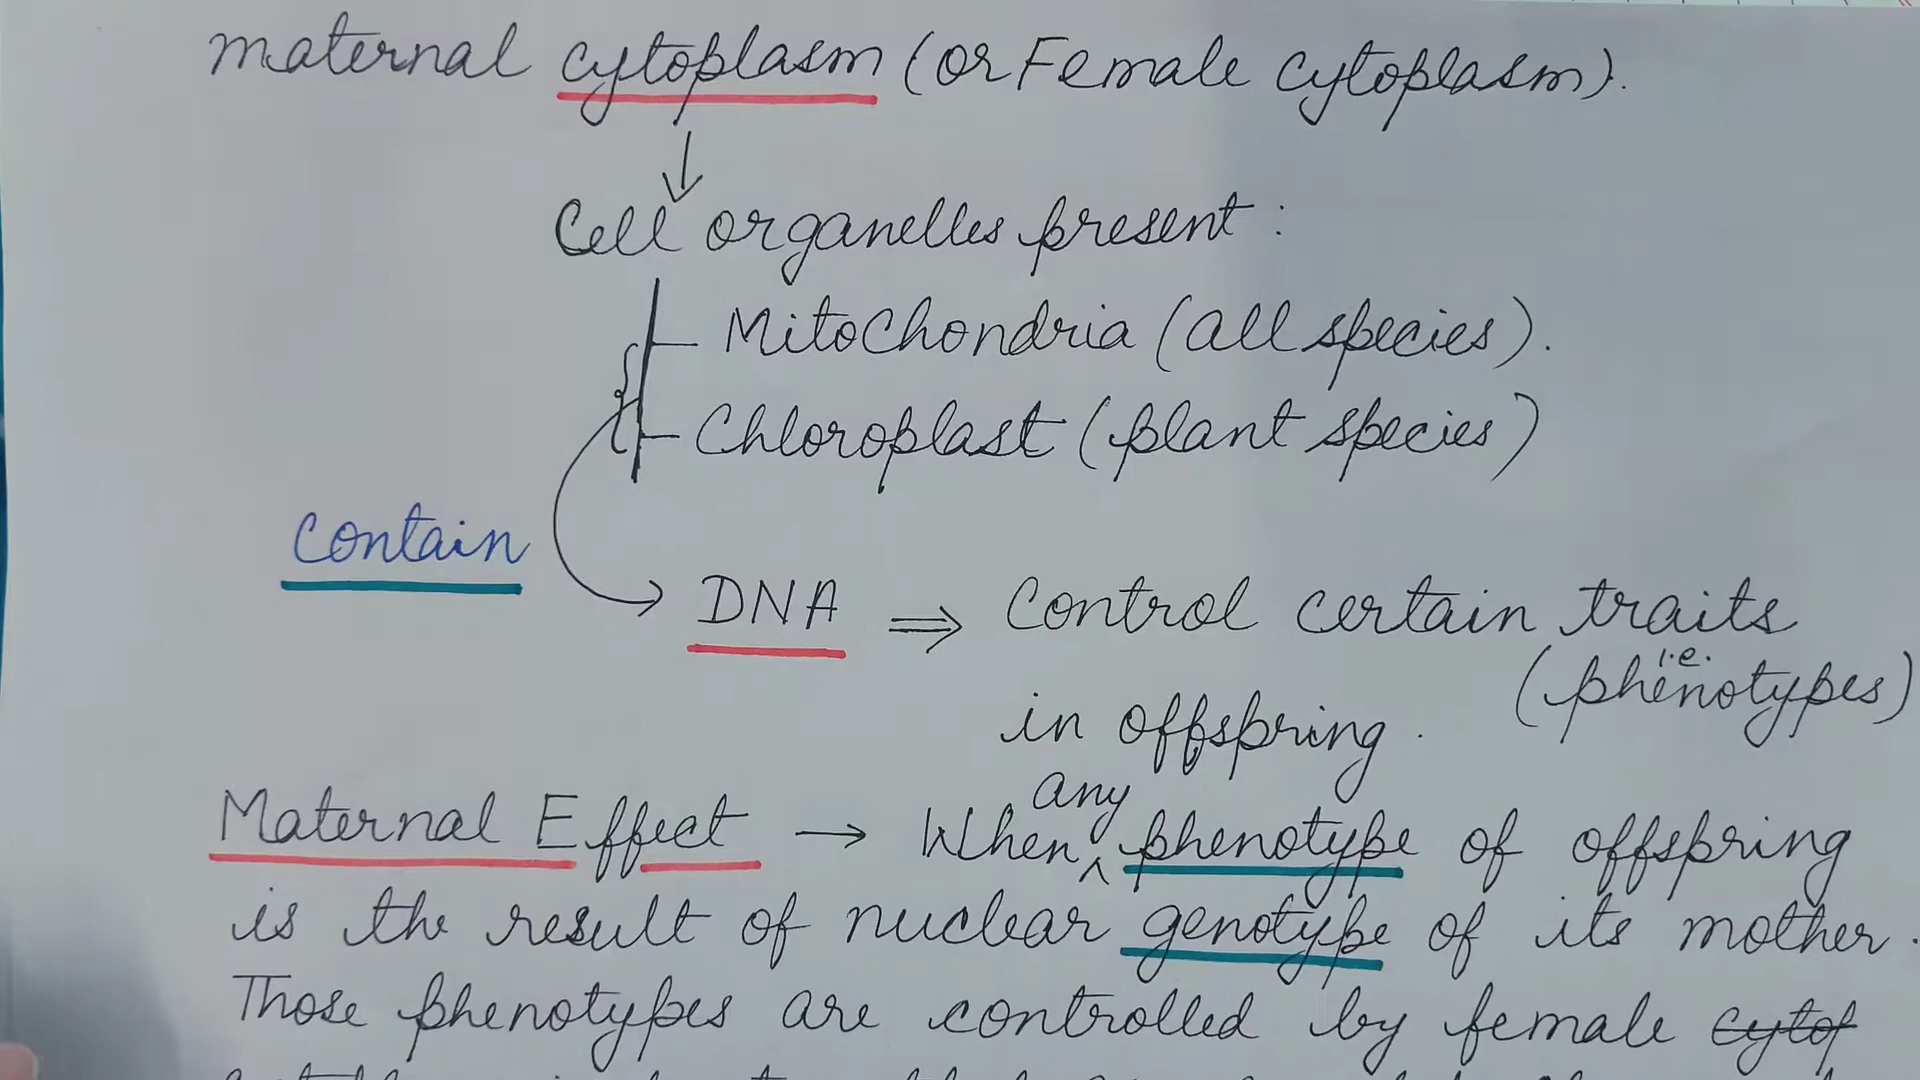 maternal cytoplasm (or Female cytoplasm).
Cell organelles present :
Mitochondria (all species).
Chloroplast (plant species)
Contain
DNA ⇒ Control certain traits
i.e.
(phenotypes)
in offspring.
any
Maternal Effect → When ^ phenotype of offspring
is the result of nuclear genotype of its mother.
Those phenotypes are controlled by female cytop